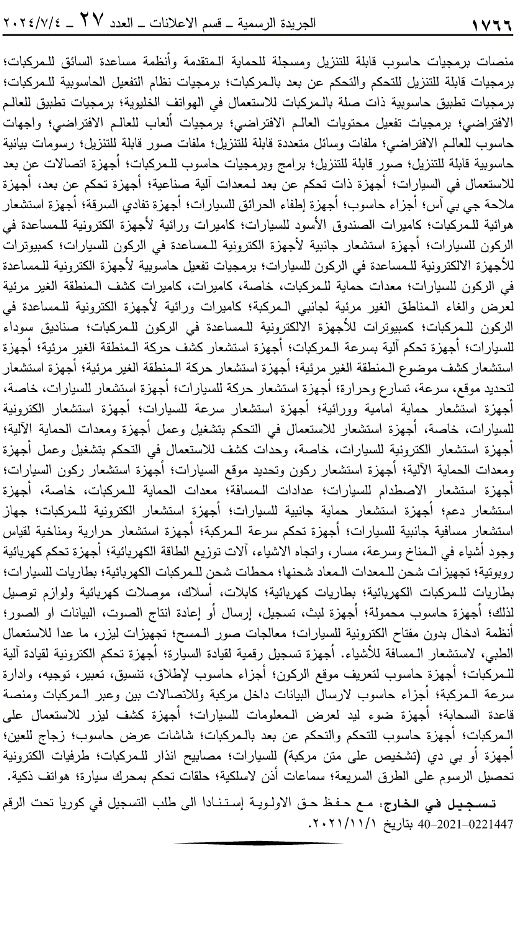 ١٧٦٦ الجريدة الرسمية ــ قسم الاعلانات ــ العدد ٢٧ ــ ٢٠٢٤/٧/٤
منصات برمجيات حاسوب قابلة للتنزيل ومسجلة للحماية المتقدمة وأنظمة مساعدة السائق للمركبات؛
برمجيات قابلة للتنزيل للتحكم والتحكم عن بعد بالمركبات؛ برمجيات نظام التفعيل الحاسوبية للمركبات؛
برمجيات تطبيق حاسوبية ذات صلة بالمركبات للاستعمال في الهواتف الخليوية؛ برمجيات تطبيق للعالم
الافتراضي؛ برمجيات تفعيل محتويات العالم الافتراضي؛ برمجيات ألعاب للعالم الافتراضي؛ واجهات
حاسوب للعالم الافتراضي؛ ملفات وسائل متعددة قابلة للتنزيل؛ ملفات صور قابلة للتنزيل؛ رسومات بيانية
حاسوبية قابلة للتنزيل؛ صور قابلة للتنزيل؛ برامج وبرمجيات حاسوب للمركبات؛ أجهزة اتصالات عن بعد
للاستعمال في السيارات؛ أجهزة ذات تحكم عن بعد لمعدات آلية صناعية؛ أجهزة تحكم عن بعد، أجهزة
ملاحة جي بي أس؛ أجزاء حاسوب؛ أجهزة إطفاء الحرائق للسيارات؛ أجهزة تفادي السرقة؛ أجهزة استشعار
هوائية للمركبات؛ كاميرات الصندوق الأسود للسيارات؛ كاميرات ورائية لأجهزة الكترونية للمساعدة في
الركون للسيارات؛ أجهزة استشعار جانبية لأجهزة الكترونية للمساعدة في الركون للسيارات؛ كمبيوترات
للأجهزة الالكترونية للمساعدة في الركون للسيارات؛ برمجيات تفعيل حاسوبية لأجهزة الكترونية للمساعدة
في الركون للسيارات؛ معدات حماية للمركبات، خاصة، كاميرات، كاميرات كشف المنطقة الغير مرئية
لعرض والغاء المناطق الغير مرئية لجانبي المركبة؛ كاميرات ورائية لأجهزة الكترونية للمساعدة في
الركون للمركبات؛ كمبيوترات للأجهزة الالكترونية للمساعدة في الركون للمركبات؛ صناديق سوداء
للسيارات؛ أجهزة تحكم آلية بسرعة المركبات؛ أجهزة استشعار كشف حركة المنطقة الغير مرئية؛ أجهزة
استشعار كشف موضوع المنطقة الغير مرئية؛ أجهزة استشعار حركة المنطقة الغير مرئية؛ أجهزة استشعار
لتحديد موقع، سرعة، تسارع وحرارة؛ أجهزة استشعار حركة للسيارات؛ أجهزة استشعار للسيارات، خاصة،
أجهزة استشعار حماية امامية وورائية؛ أجهزة استشعار سرعة للسيارات؛ أجهزة استشعار الكترونية
للسيارات، خاصة، أجهزة استشعار للاستعمال في التحكم بتشغيل وعمل أجهزة ومعدات الحماية الآلية؛
أجهزة استشعار الكترونية للسيارات، خاصة، وحدات كشف للاستعمال في التحكم بتشغيل وعمل أجهزة
ومعدات الحماية الآلية؛ أجهزة استشعار ركون وتحديد موقع السيارات؛ أجهزة استشعار ركون السيارات؛
أجهزة استشعار الاصطدام للسيارات؛ عدادات المسافة؛ معدات الحماية للمركبات، خاصة، أجهزة
استشعار دعم؛ أجهزة استشعار حماية جانبية للسيارات؛ أجهزة استشعار الكترونية للمركبات؛ جهاز
استشعار مسافية جانبية للسيارات؛ أجهزة تحكم سرعة المركبة؛ أجهزة استشعار حرارية ومناخية لقياس
وجود أشياء في المناخ وسرعة، مسار، واتجاه الاشياء، آلات توزيع الطاقة الكهربائية؛ أجهزة تحكم كهربائية
روبوتية؛ تجهيزات شحن للمعدات المعاد شحنها؛ محطات شحن للمركبات الكهربائية؛ بطاريات للسيارات؛
بطاريات للمركبات الكهربائية؛ بطاريات كهربائية؛ كابلات، أسلاك، موصلات كهربائية ولوازم توصيل
لذلك؛ أجهزة حاسوب محمولة؛ أجهزة لبث، تسجيل، إرسال أو إعادة انتاج الصوت، البيانات او الصور؛
أنظمة ادخال بدون مفتاح الكترونية للسيارات؛ معالجات صور المسح؛ تجهيزات ليزر، ما عدا للاستعمال
الطبي، لاستشعار المسافة للأشياء. أجهزة تسجيل رقمية لقيادة السيارة؛ أجهزة تحكم الكترونية لقيادة آلية
للمركبات؛ أجهزة حاسوب لتعريف موقع الركون؛ أجزاء حاسوب لإطلاق، تنسيق، تعبير، توجيه، وادارة
سرعة المركبة؛ أجزاء حاسوب لارسال البيانات داخل مركبة وللاتصالات بين وعبر المركبات ومنصة
قاعدة السحابة؛ أجهزة ضوء ليد لعرض المعلومات للسيارات؛ أجهزة كشف ليزر للاستعمال على
المركبات؛ أجهزة حاسوب للتحكم والتحكم عن بعد بالمركبات؛ شاشات عرض حاسوب؛ زجاج للعين؛
أجهزة أو بي دي (تشخيص على متن مركبة) للسيارات؛ مصابيح انذار للمركبات؛ طرفيات الكترونية
تحصيل الرسوم على الطرق السريعة؛ سماعات أذن لاسلكية؛ حلقات تحكم بمحرك سيارة؛ هواتف ذكية.
تسجيل في الخارج: مع حفظ حق الاولوية إستنادا الى طلب التسجيل في كوريا تحت الرقم
40-2021-0221447 بتاريخ ٢٠٢١/١١/١.